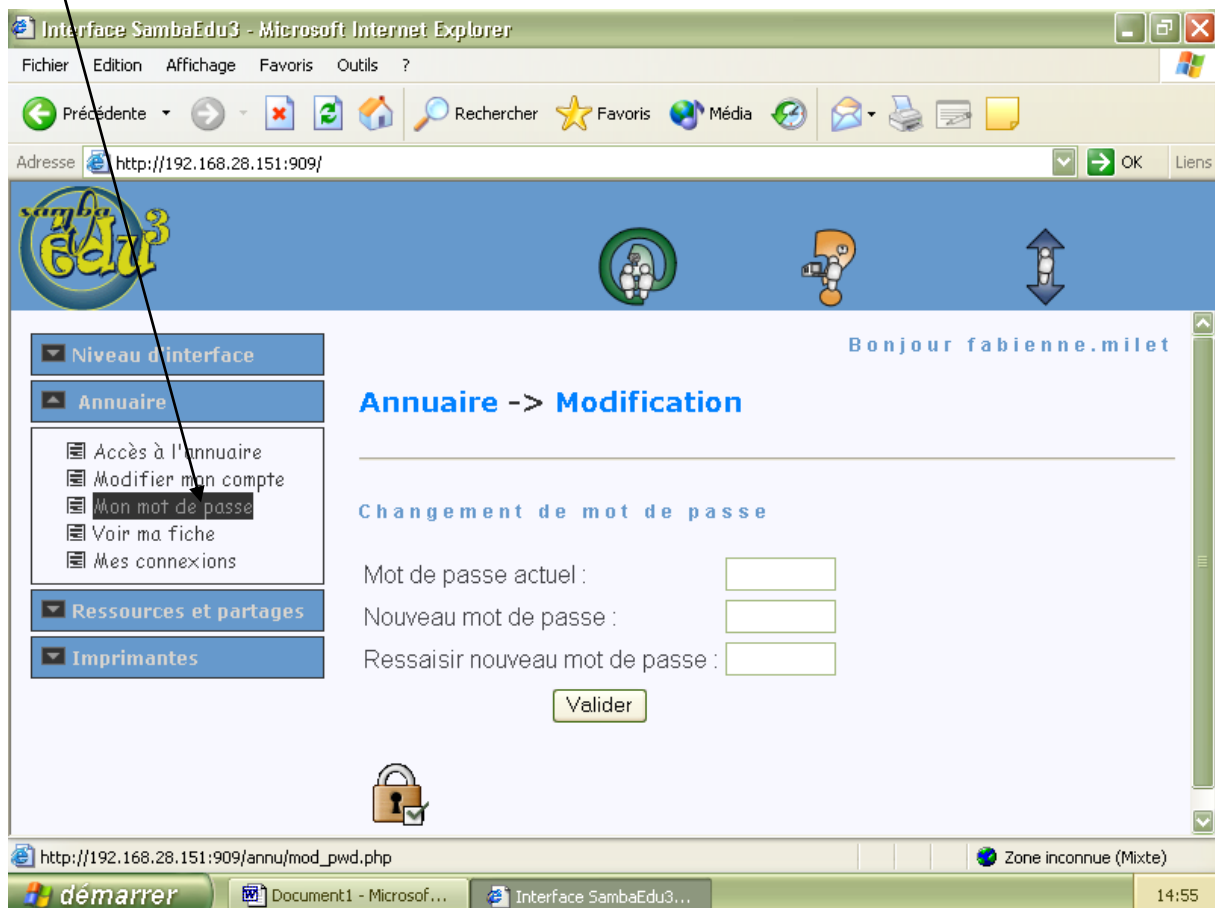 Interface SambaEdu3 - Microsoft Internet Explorer
Fichier Edition Affichage Favoris Outils ?
Précédente Rechercher Favoris Média
Adresse http://192.168.28.151:909/ OK Liens
samba Edu3
Bonjour fabienne.milet
Niveau d'interface
Annuaire
Accès à l'annuaire
Modifier mon compte
Mon mot de passe
Voir ma fiche
Mes connexions
Ressources et partages
Imprimantes
Annuaire -> Modification
Changement de mot de passe
Mot de passe actuel :
Nouveau mot de passe :
Ressaisir nouveau mot de passe :
Valider
http://192.168.28.151:909/annu/mod_pwd.php Zone inconnue (Mixte)
démarrer Document1 - Microsof... Interface SambaEdu3... 14:55